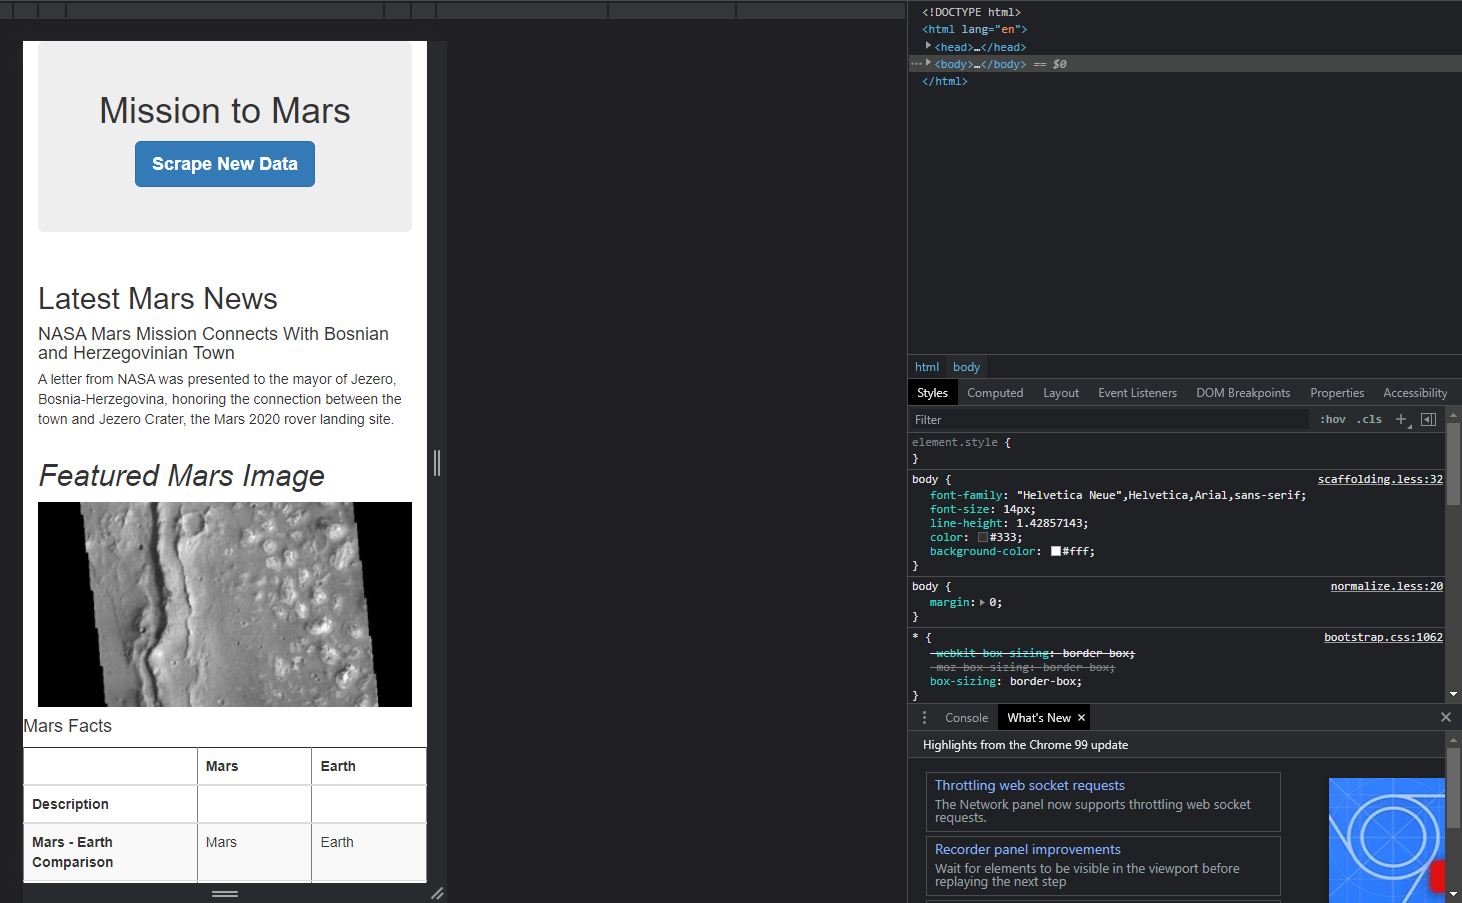 Mission to Mars
Scrape New Data
Latest Mars News
NASA Mars Mission Connects With Bosnian
and Herzegovinian Town
A letter from NASA was presented to the mayor of Jezero,
Bosnia-Herzegovina, honoring the connection between the
town and Jezero Crater, the Mars 2020 rover landing site.
Featured Mars Image
Mars Facts
Mars Earth
Description
Mars - Earth
Comparison
Mars Earth
<!DOCTYPE html>
<html lang="en">
<head>…</head>
<body>…</body> == $0
</html>
html body
Styles Computed Layout Event Listeners DOM Breakpoints Properties Accessibility
Filter :hov .cls +
element.style {
}
body { scaffolding.less:32
font-family: "Helvetica Neue",Helvetica,Arial,sans-serif;
font-size: 14px;
line-height: 1.42857143;
color: #333;
background-color: #fff;
}
body { normalize.less:20
margin: 0;
}
* { bootstrap.css:1062
-webkit-box-sizing: border-box;
-moz-box-sizing: border-box;
box-sizing: border-box;
}
Console What's New ×
Highlights from the Chrome 99 update
Throttling web socket requests
The Network panel now supports throttling web socket
requests.
Recorder panel improvements
Wait for elements to be visible in the viewport before
replaying the next step